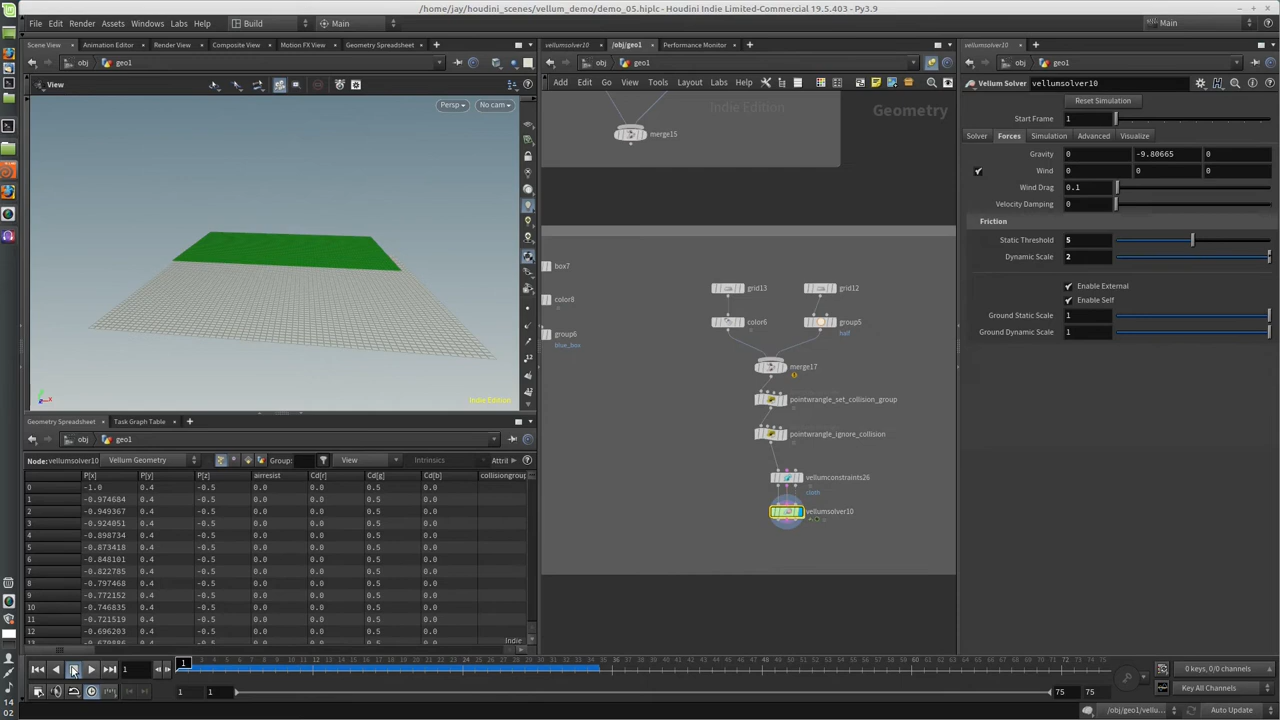 /home/jay/houdini_scenes/vellum_demo/demo_05.hiplc - Houdini Indie Limited-Commercial 19.5.403 - Py3.9
File Edit Render Assets Windows Labs Help Build Main Main
Scene View Animation Editor Render View Composite View Motion FX View Geometry Spreadsheet
obj geo1
View
Persp No cam
Indie Edition
Geometry Spreadsheet Task Graph Table
obj geo1
Node: vellumsolver10 Vellum Geometry Group: View Intrinsics Attri
P[x] P[y] P[z] airresist Cd[r] Cd[g] Cd[b] collisiongroup
0 -1.0 0.4 -0.5 0.0 0.0 0.5 0.0
1 -0.974684 0.4 -0.5 0.0 0.0 0.5 0.0
2 -0.949367 0.4 -0.5 0.0 0.0 0.5 0.0
3 -0.924051 0.4 -0.5 0.0 0.0 0.5 0.0
4 -0.898734 0.4 -0.5 0.0 0.0 0.5 0.0
5 -0.873418 0.4 -0.5 0.0 0.0 0.5 0.0
6 -0.848101 0.4 -0.5 0.0 0.0 0.5 0.0
7 -0.822785 0.4 -0.5 0.0 0.0 0.5 0.0
8 -0.797468 0.4 -0.5 0.0 0.0 0.5 0.0
9 -0.772152 0.4 -0.5 0.0 0.0 0.5 0.0
10 -0.746835 0.4 -0.5 0.0 0.0 0.5 0.0
11 -0.721519 0.4 -0.5 0.0 0.0 0.5 0.0
12 -0.696203 0.4 -0.5 0.0 0.0 0.5 0.0
Indie
vellumsolver10 /obj/geo1 Performance Monitor
obj geo1
Add Edit Go View Tools Layout Labs Help
Indie Edition Geometry
merge15
box7
color8
group6
blue_box
grid13 grid12
color6 group5
half
merge17
pointwrangle_set_collision_group
pointwrangle_ignore_collision
vellumconstraints26
cloth
vellumsolver10
vellumsolver10
obj geo1
Vellum Solver vellumsolver10
Reset Simulation
Start Frame 1
Solver Forces Simulation Advanced Visualize
Gravity 0 -9.80665 0
Wind 0 0 0
Wind Drag 0.1
Velocity Damping 0
Friction
Static Threshold 5
Dynamic Scale 2
Enable External
Enable Self
Ground Static Scale 1
Ground Dynamic Scale 1
1 1
12 24 36 48 60 72
1 1 75 75
0 keys, 0/0 channels
Key All Channels
/obj/geo1/vellu... Auto Update
14
02